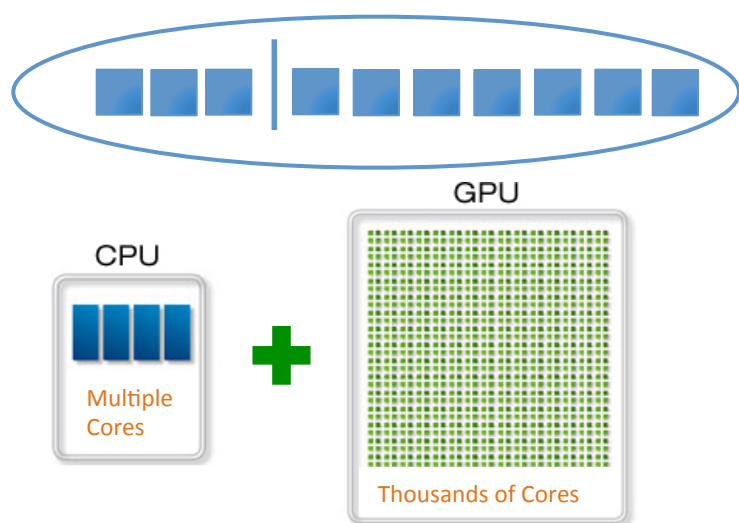 GPU
CPU
Multiple
Cores
Thousands of Cores